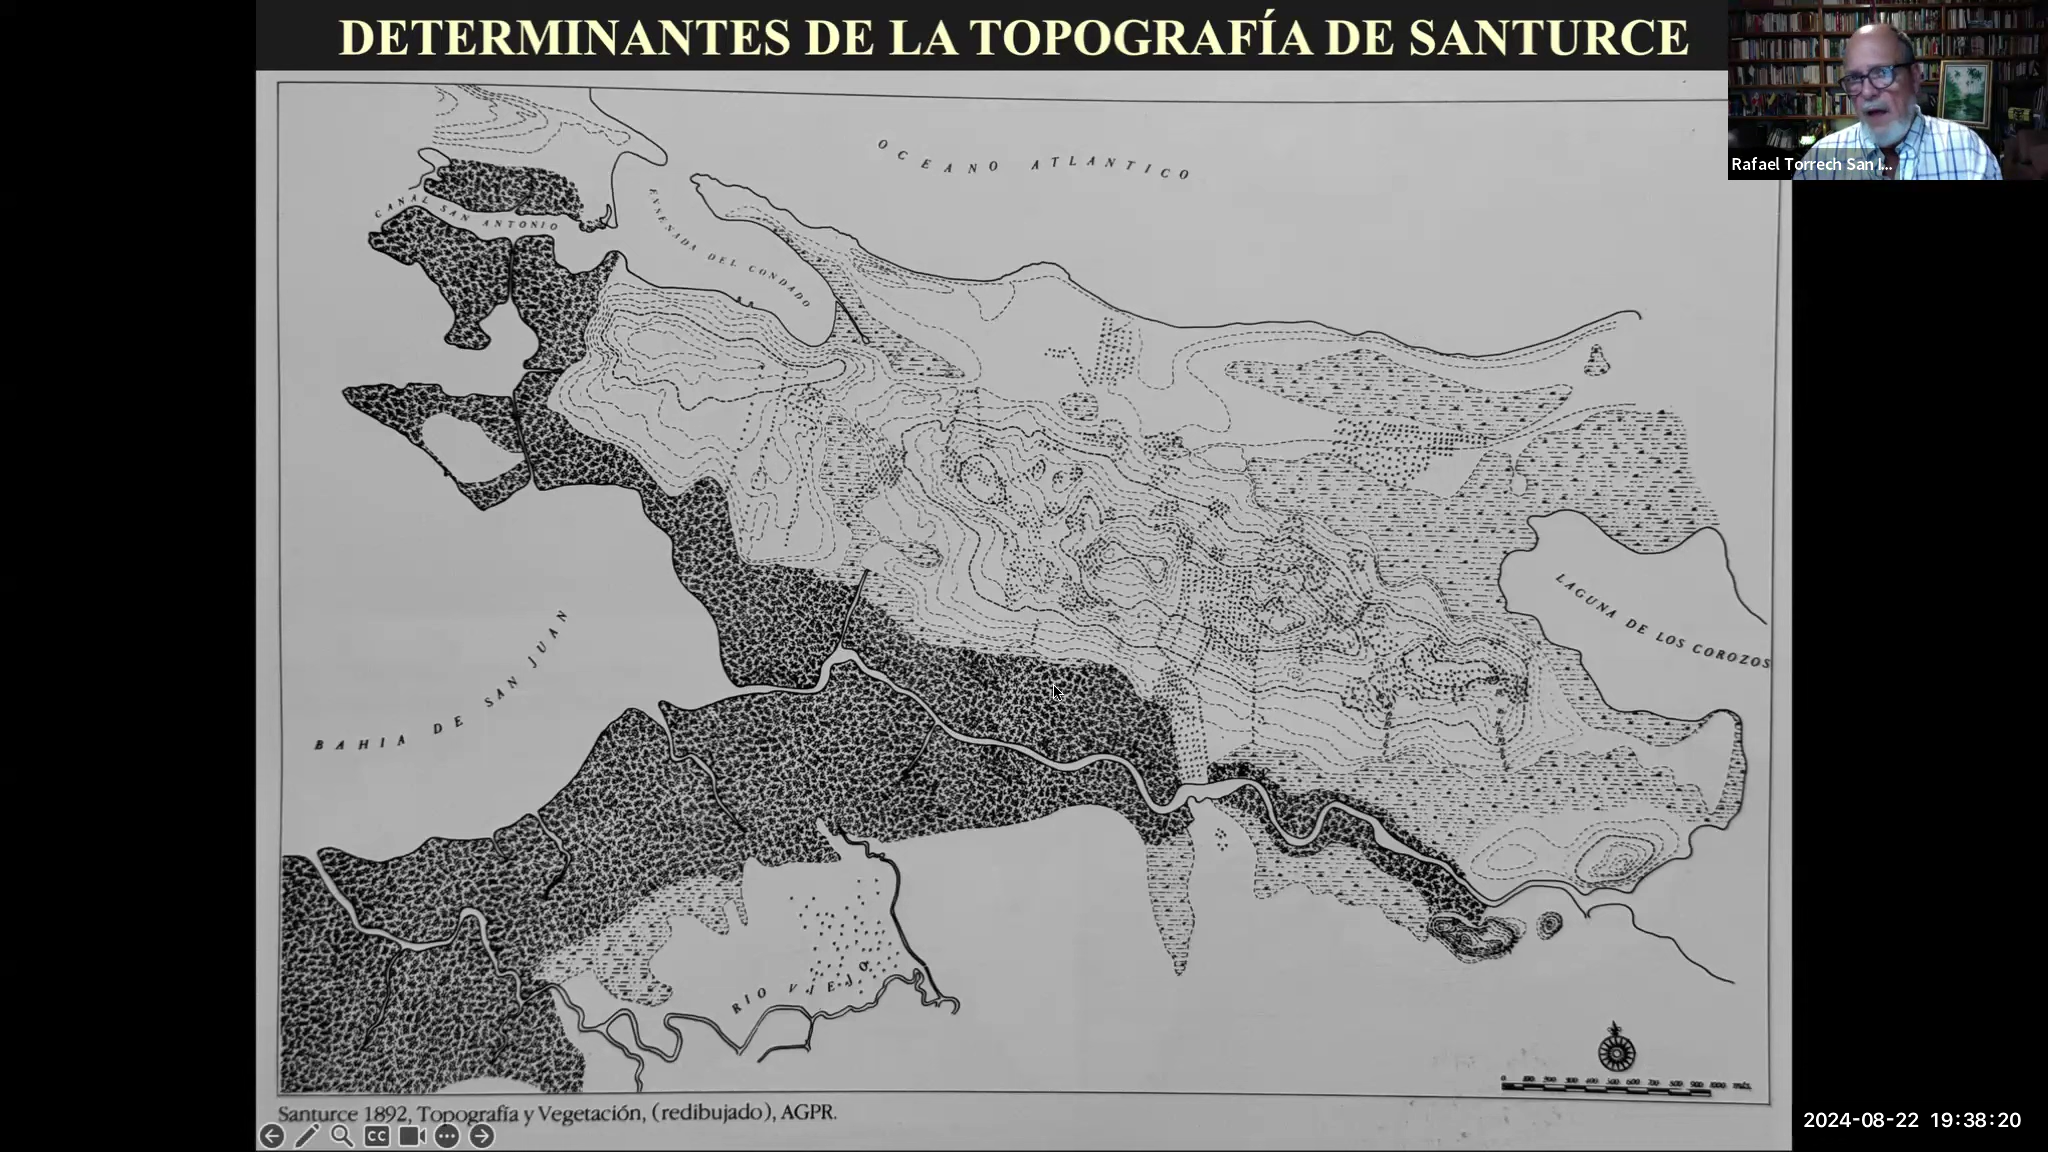 DETERMINANTES DE LA TOPOGRAFÍA DE SANTURCE
Rafael Torrech San I...
OCEANO ATLANTICO
CANAL SAN ANTONIO
ENSENADA DEL CONDADO
LAGUNA DE LOS COROZOS
BAHIA DE SAN JUAN
RIO VIEJO
Santurce 1892, Topografía y Vegetación, (redibujado), AGPR.
CC
2024-08-22 19:38:20